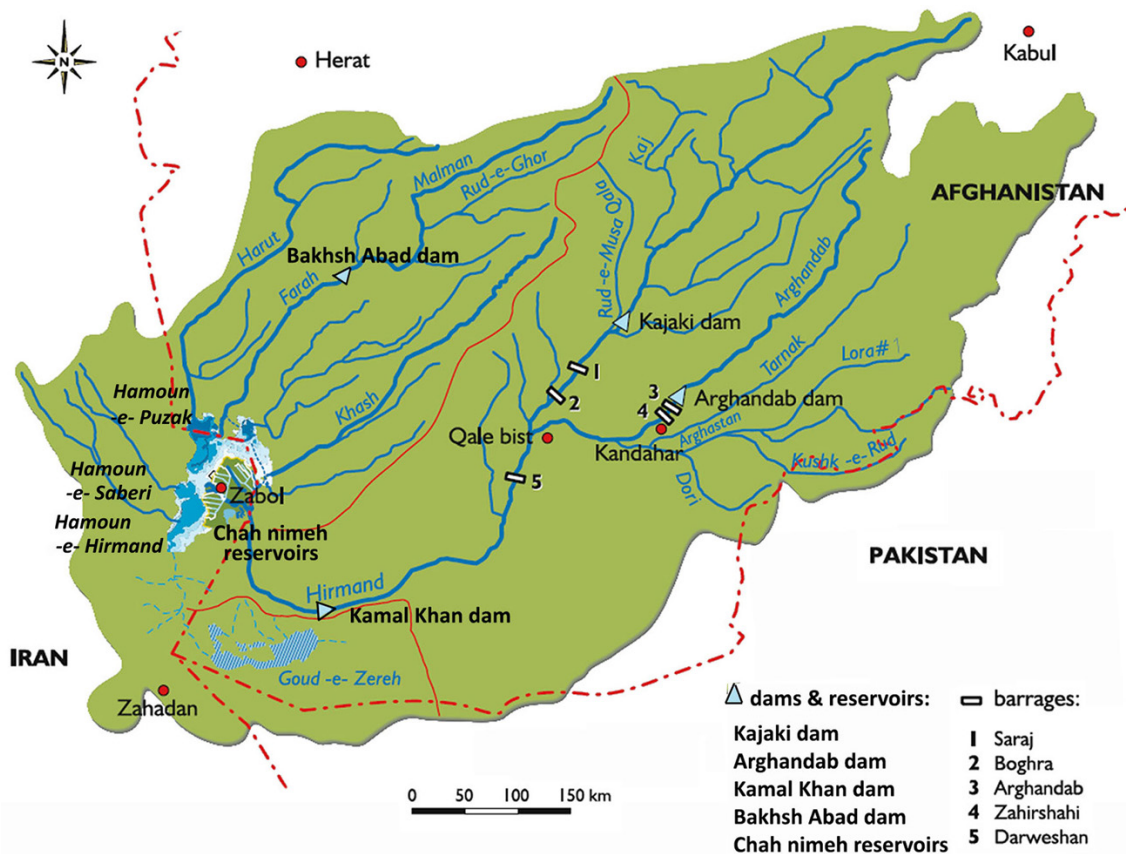 N
Herat
Kabul
Malman
Rud-e-Ghor
Kaj
AFGHANISTAN
Harut
Bakhsh Abad dam
Farah
Rud-e-Musa Qala
Arghandab
Kajaki dam
Tarnak
Lora#1
Hamoun
-e- Puzak
Khash
1
2
3
4
Arghandab dam
Qale bist
Kandahar
Arghastan
Kushk-e-Rud
Dori
5
Hamoun
-e- Saberi
Zabol
Hamoun
-e- Hirmand
Chah nimeh
reservoirs
PAKISTAN
Hirmand
Kamal Khan dam
IRAN
Goud -e- Zereh
Zahadan
dams & reservoirs:
Kajaki dam
Arghandab dam
Kamal Khan dam
Bakhsh Abad dam
Chah nimeh reservoirs
barrages:
1 Saraj
2 Boghra
3 Arghandab
4 Zahirshahi
5 Darweshan
0 50 100 150 km